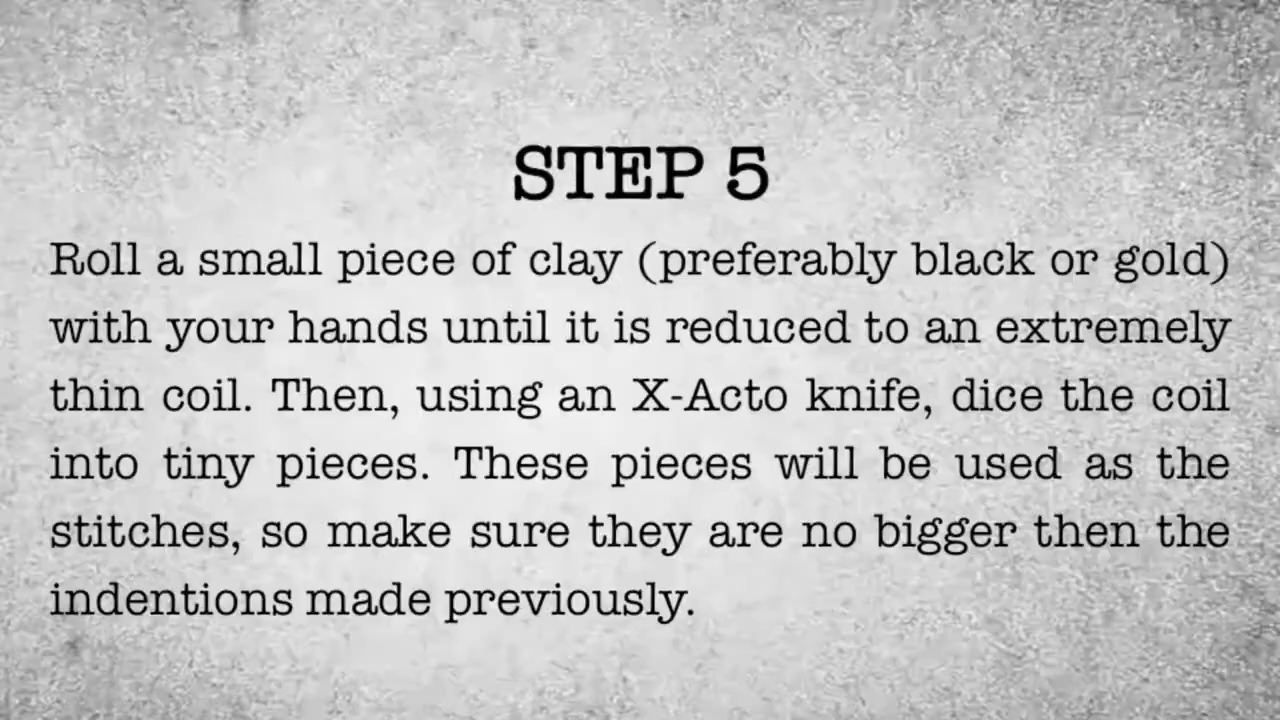 STEP 5
Roll a small piece of clay (preferably black or gold)
with your hands until it is reduced to an extremely
thin coil. Then, using an X-Acto knife, dice the coil
into tiny pieces. These pieces will be used as the
stitches, so make sure they are no bigger then the
indentions made previously.